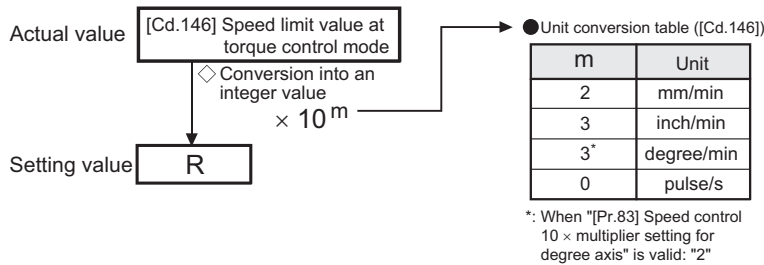 Actual value
[Cd.146] Speed limit value at
torque control mode
◇ Conversion into an
integer value
× 10^m
Setting value
R
●Unit conversion table ([Cd.146])
m Unit
2 mm/min
3 inch/min
3* degree/min
0 pulse/s
*: When "[Pr.83] Speed control
10 × multiplier setting for
degree axis" is valid: "2"